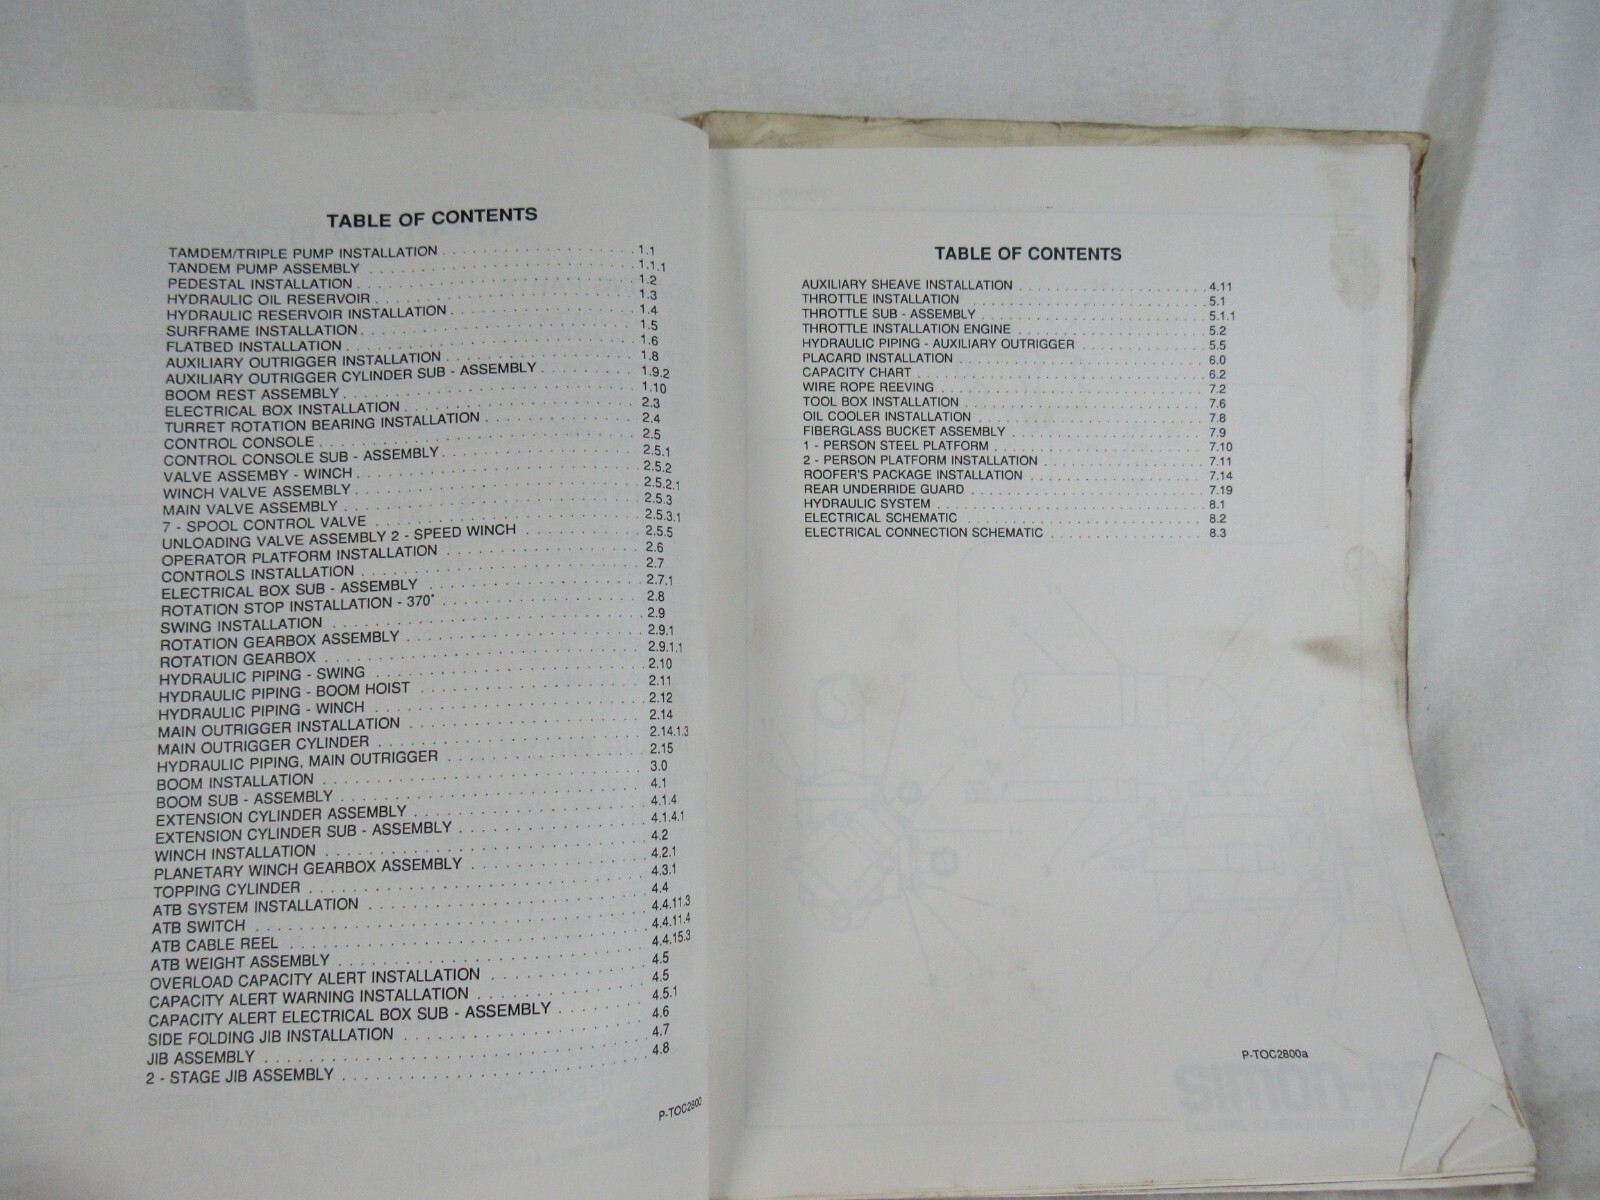 TABLE OF CONTENTS
TAMDEM/TRIPLE PUMP INSTALLATION . . . . . 1.1
TANDEM PUMP ASSEMBLY . . . . . 1.1.1
PEDESTAL INSTALLATION . . . . . 1.2
HYDRAULIC OIL RESERVOIR . . . . . 1.3
HYDRAULIC RESERVOIR INSTALLATION . . . . . 1.4
SURFRAME INSTALLATION . . . . . 1.5
FLATBED INSTALLATION . . . . . 1.6
AUXILIARY OUTRIGGER INSTALLATION . . . . . 1.8
AUXILIARY OUTRIGGER CYLINDER SUB - ASSEMBLY . . . . . 1.9.2
BOOM REST ASSEMBLY . . . . . 1.10
ELECTRICAL BOX INSTALLATION . . . . . 2.3
TURRET ROTATION BEARING INSTALLATION . . . . . 2.4
CONTROL CONSOLE . . . . . 2.5
CONTROL CONSOLE SUB - ASSEMBLY . . . . . 2.5.1
VALVE ASSEMBY - WINCH . . . . . 2.5.2
WINCH VALVE ASSEMBLY . . . . . 2.5.2.1
MAIN VALVE ASSEMBLY . . . . . 2.5.3
7 - SPOOL CONTROL VALVE . . . . . 2.5.3.1
UNLOADING VALVE ASSEMBLY 2 - SPEED WINCH . . . . . 2.5.5
OPERATOR PLATFORM INSTALLATION . . . . . 2.6
CONTROLS INSTALLATION . . . . . 2.7
ELECTRICAL BOX SUB - ASSEMBLY . . . . . 2.7.1
ROTATION STOP INSTALLATION - 370° . . . . . 2.8
SWING INSTALLATION . . . . . 2.9
ROTATION GEARBOX ASSEMBLY . . . . . 2.9.1
ROTATION GEARBOX . . . . . 2.9.1.1
HYDRAULIC PIPING - SWING . . . . . 2.10
HYDRAULIC PIPING - BOOM HOIST . . . . . 2.11
HYDRAULIC PIPING - WINCH . . . . . 2.12
MAIN OUTRIGGER INSTALLATION . . . . . 2.14
MAIN OUTRIGGER CYLINDER . . . . . 2.14.1.3
HYDRAULIC PIPING, MAIN OUTRIGGER . . . . . 2.15
BOOM INSTALLATION . . . . . 3.0
BOOM SUB - ASSEMBLY . . . . . 4.1
EXTENSION CYLINDER ASSEMBLY . . . . . 4.1.4
EXTENSION CYLINDER SUB - ASSEMBLY . . . . . 4.1.4.1
WINCH INSTALLATION . . . . . 4.2
PLANETARY WINCH GEARBOX ASSEMBLY . . . . . 4.2.1
TOPPING CYLINDER . . . . . 4.3.1
ATB SYSTEM INSTALLATION . . . . . 4.4
ATB SWITCH . . . . . 4.4.11.3
ATB CABLE REEL . . . . . 4.4.11.4
ATB WEIGHT ASSEMBLY . . . . . 4.4.15.3
OVERLOAD CAPACITY ALERT INSTALLATION . . . . . 4.5
CAPACITY ALERT WARNING INSTALLATION . . . . . 4.5
CAPACITY ALERT ELECTRICAL BOX SUB - ASSEMBLY . . . . . 4.5.1
SIDE FOLDING JIB INSTALLATION . . . . . 4.6
JIB ASSEMBLY . . . . . 4.7
2 - STAGE JIB ASSEMBLY . . . . . 4.8
P-TOC2800
TABLE OF CONTENTS
AUXILIARY SHEAVE INSTALLATION . . . . . 4.11
THROTTLE INSTALLATION . . . . . 5.1
THROTTLE SUB - ASSEMBLY . . . . . 5.1.1
THROTTLE INSTALLATION ENGINE . . . . . 5.2
HYDRAULIC PIPING - AUXILIARY OUTRIGGER . . . . . 5.5
PLACARD INSTALLATION . . . . . 6.0
CAPACITY CHART . . . . . 6.2
WIRE ROPE REEVING . . . . . 7.2
TOOL BOX INSTALLATION . . . . . 7.6
OIL COOLER INSTALLATION . . . . . 7.8
FIBERGLASS BUCKET ASSEMBLY . . . . . 7.9
1 - PERSON STEEL PLATFORM . . . . . 7.10
2 - PERSON PLATFORM INSTALLATION . . . . . 7.11
ROOFER'S PACKAGE INSTALLATION . . . . . 7.14
REAR UNDERRIDE GUARD . . . . . 7.19
HYDRAULIC SYSTEM . . . . . 8.1
ELECTRICAL SCHEMATIC . . . . . 8.2
ELECTRICAL CONNECTION SCHEMATIC . . . . . 8.3
P-TOC2800a